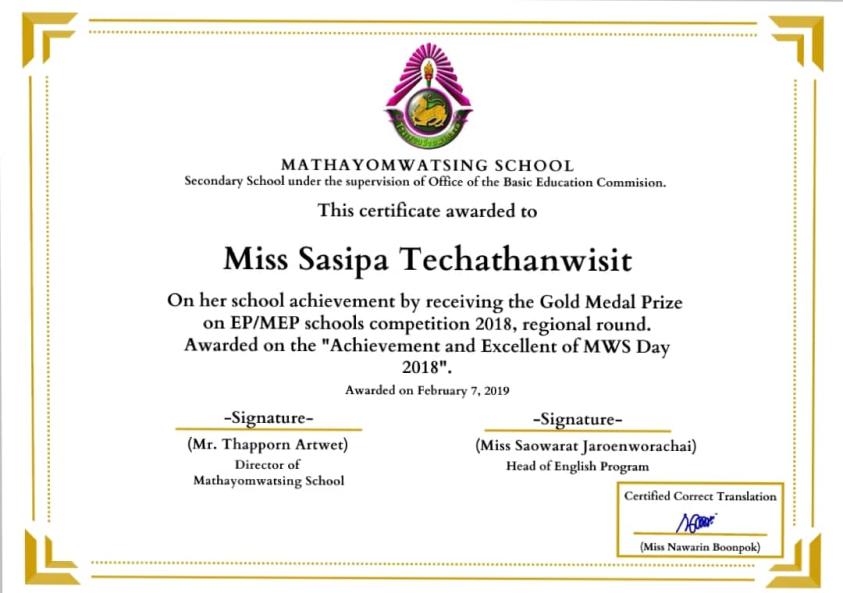 MATHAYOMWATSING SCHOOL
Secondary School under the supervision of Office of the Basic Education Commision.
This certificate awarded to
Miss Sasipa Techathanwisit
On her school achievement by receiving the Gold Medal Prize
on EP/MEP schools competition 2018, regional round.
Awarded on the "Achievement and Excellent of MWS Day
2018".
Awarded on February 7, 2019
-Signature-
(Mr. Thapporn Artwet)
Director of
Mathayomwatsing School
-Signature-
(Miss Saowarat Jaroenworachai)
Head of English Program
Certified Correct Translation
(Miss Nawarin Boonpok)